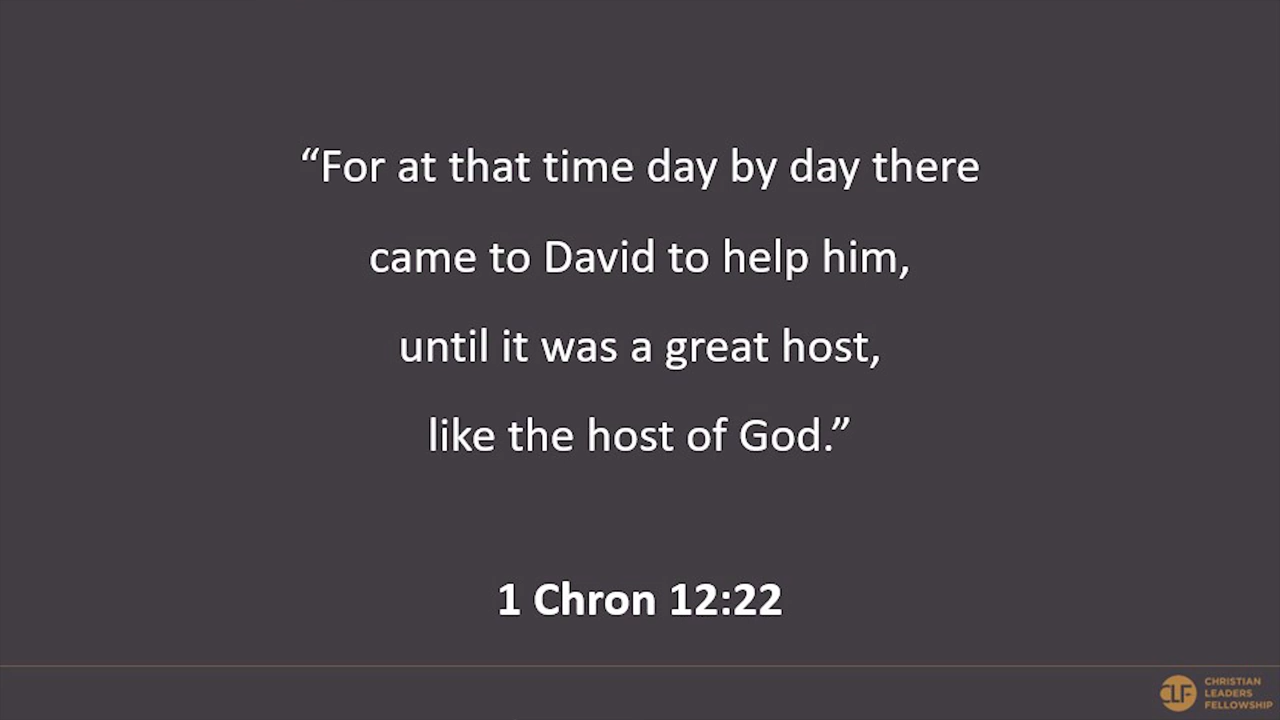 “For at that time day by day there
came to David to help him,
until it was a great host,
like the host of God.”
1 Chron 12:22
CLF
CHRISTIAN
LEADERS
FELLOWSHIP